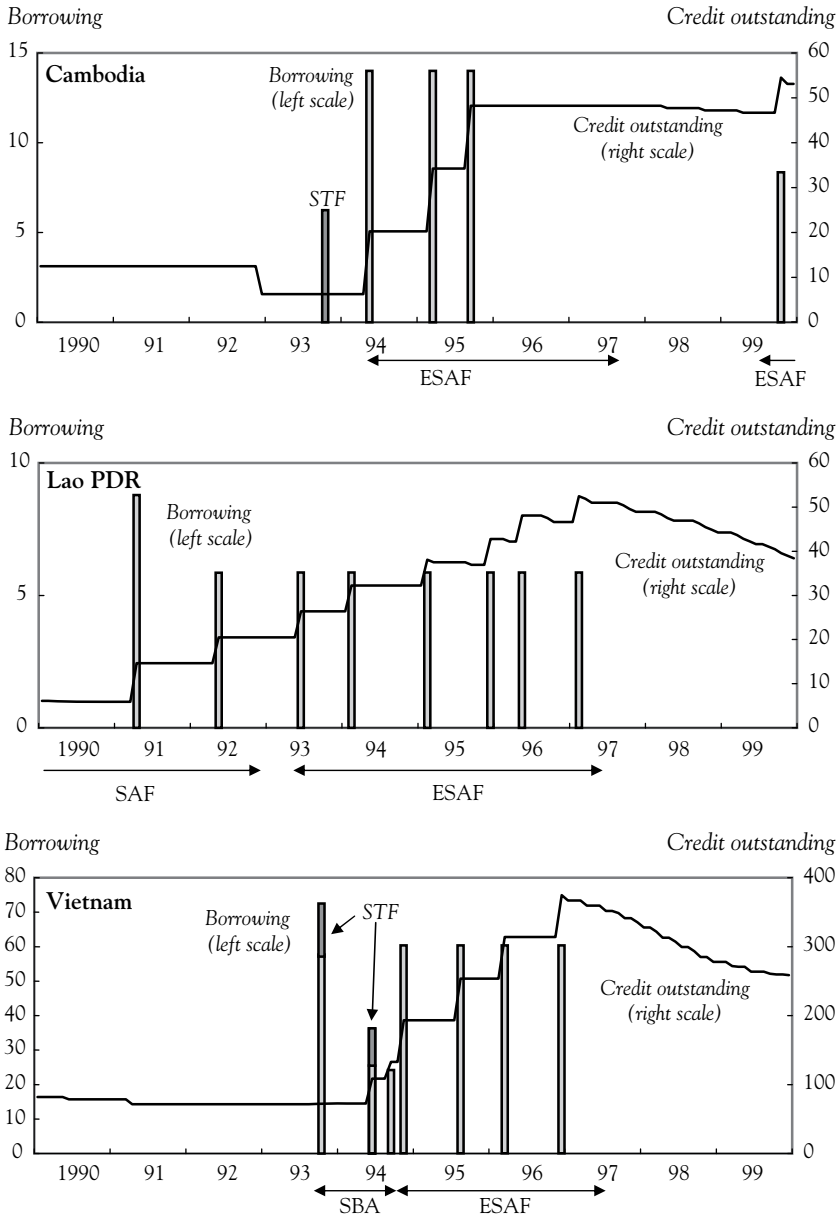 Borrowing Credit outstanding
15 60
Cambodia
Borrowing
(left scale)
50
10 40
Credit outstanding
(right scale)
30
STF
5 20
10
0 0
1990 91 92 93 94 95 96 97 98 99
ESAF ESAF
Borrowing Credit outstanding
10 60
Lao PDR
50
Borrowing
(left scale)
40
Credit outstanding
(right scale)
5 30
20
10
0 0
1990 91 92 93 94 95 96 97 98 99
SAF ESAF
Borrowing Credit outstanding
80 400
Vietnam
70
Borrowing
(left scale)
STF
60 300
50
Credit outstanding
(right scale)
40 200
30
20 100
10
0 0
1990 91 92 93 94 95 96 97 98 99
SBA ESAF